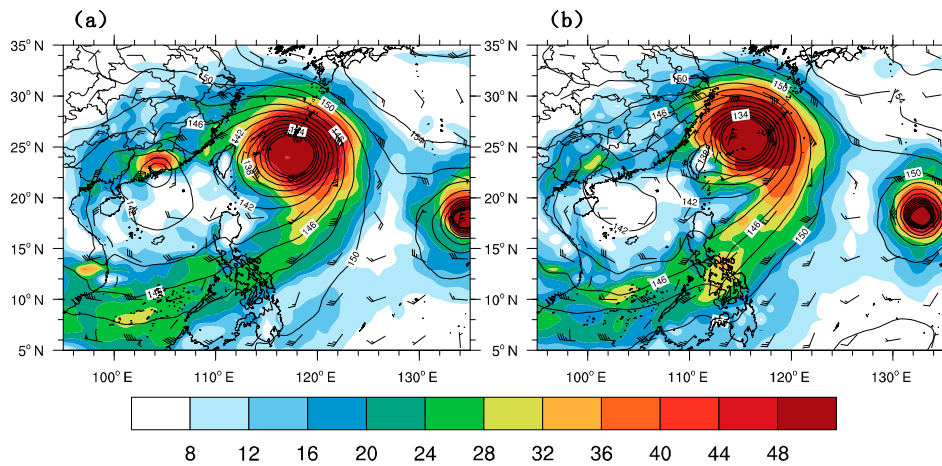 (a) (b)
35° N 35° N
30° N 30° N
25° N 25° N
20° N 20° N
15° N 15° N
10° N 10° N
5° N 5° N
150 150 150 154
146 142 146 146 134
138 138 150
142 142 142
146 150 150
146
100° E 110° E 120° E 130° E 100° E 110° E 120° E 130° E
8 12 16 20 24 28 32 36 40 44 48